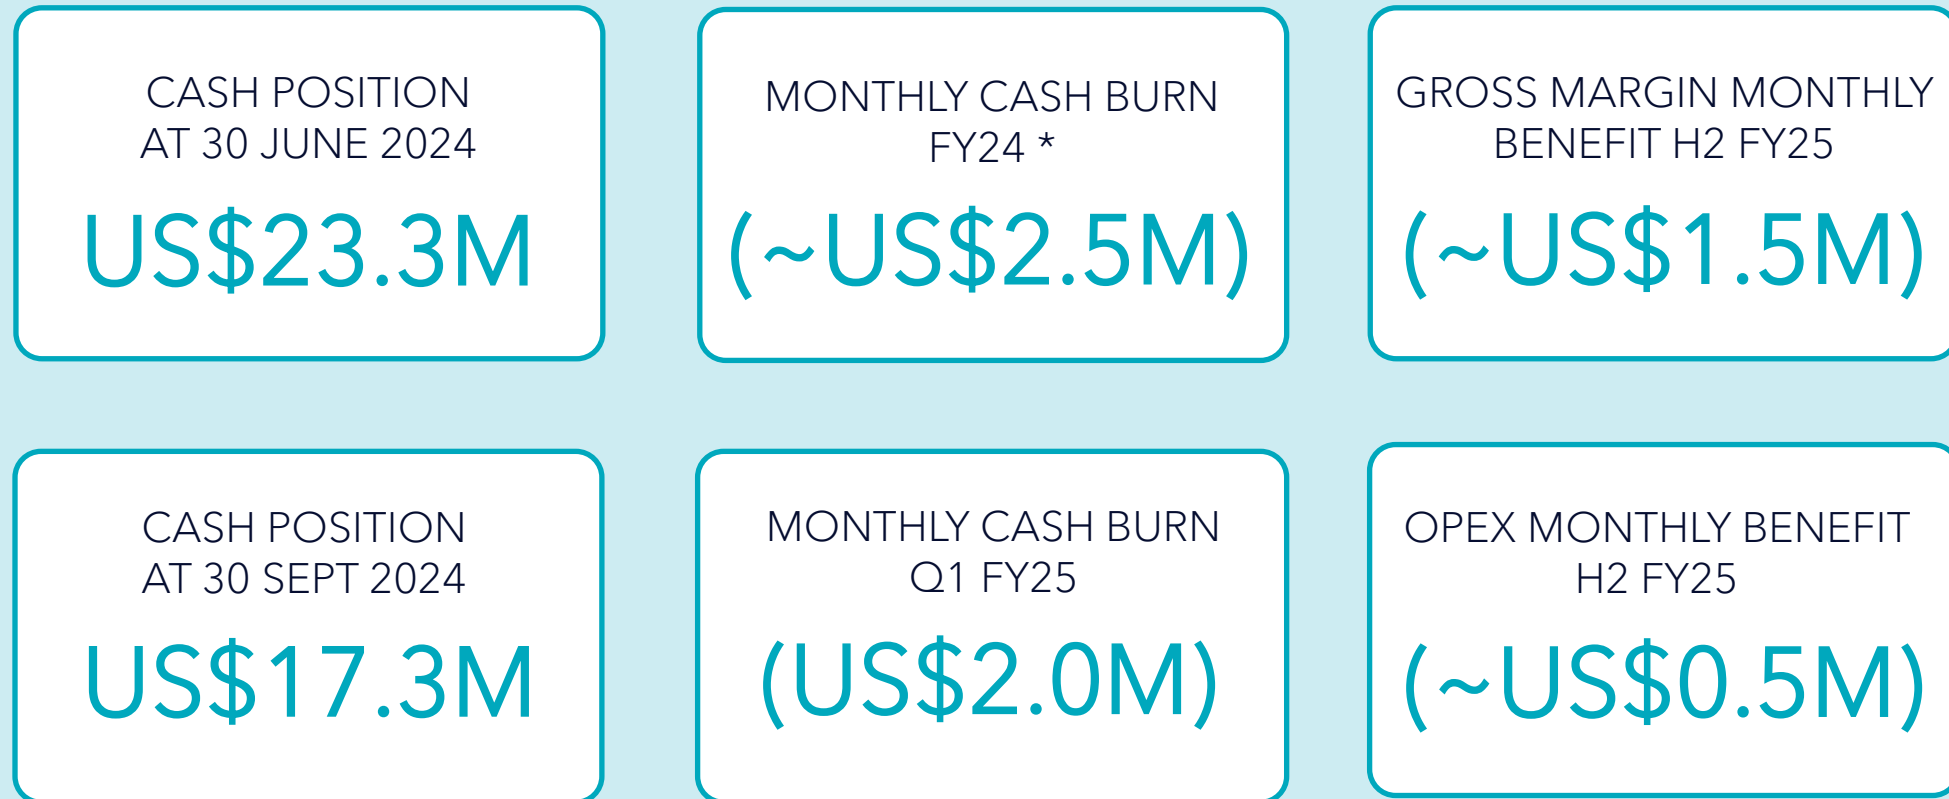 CASH POSITION
AT 30 JUNE 2024
US$23.3M
MONTHLY CASH BURN
FY24 *
(~US$2.5M)
GROSS MARGIN MONTHLY
BENEFIT H2 FY25
(~US$1.5M)
CASH POSITION
AT 30 SEPT 2024
US$17.3M
MONTHLY CASH BURN
Q1 FY25
(US$2.0M)
OPEX MONTHLY BENEFIT
H2 FY25
(~US$0.5M)